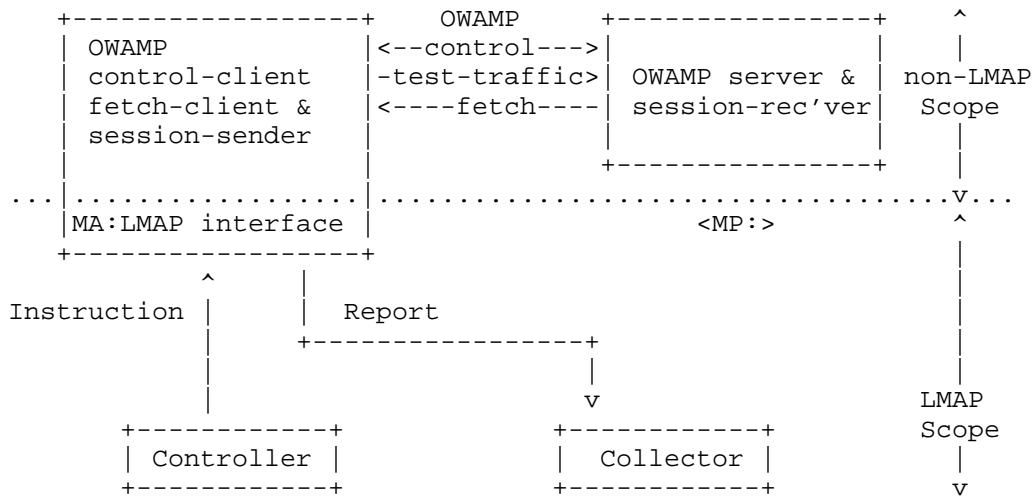 +------------------+    OWAMP     +----------------+    ^
| OWAMP            |<--control--->|                |    |
| control-client   |-test-traffic>| OWAMP server & | non-LMAP
| fetch-client &   |<----fetch----| session-rec'ver|  Scope
| session-sender   |              |                |    |
|                  |              +----------------+    |
...|..................|.....................................v...
|MA:LMAP interface |                     <MP:>          ^
+------------------+                                    |
^     |                                            |
Instruction |     |  Report                                    |
|     +-----------------+                          |
|                       |                          |
|                       v                        LMAP
+------------+              +------------+            Scope
| Controller |              |  Collector |              |
+------------+              +------------+              v